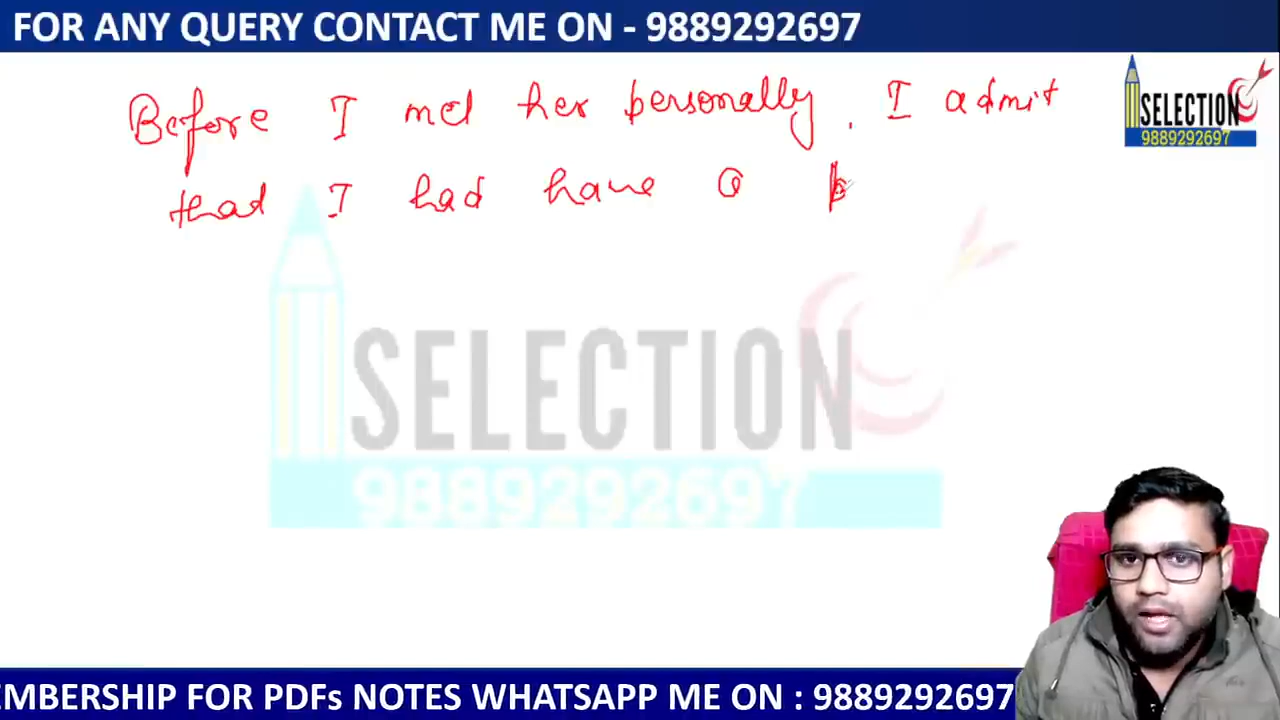 FOR ANY QUERY CONTACT ME ON - 9889292697
Before I met her personally, I admit
that I had have a
SELECTION
9889292697
SELECTION
9889292697
EMBERSHIP FOR PDFs NOTES WHATSAPP ME ON : 9889292697